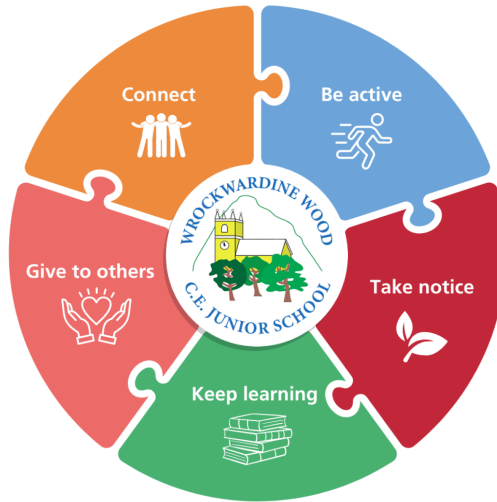 Connect
Be active
WROCKWARDINE WOOD
C.E. JUNIOR SCHOOL
Give to others
Take notice
Keep learning